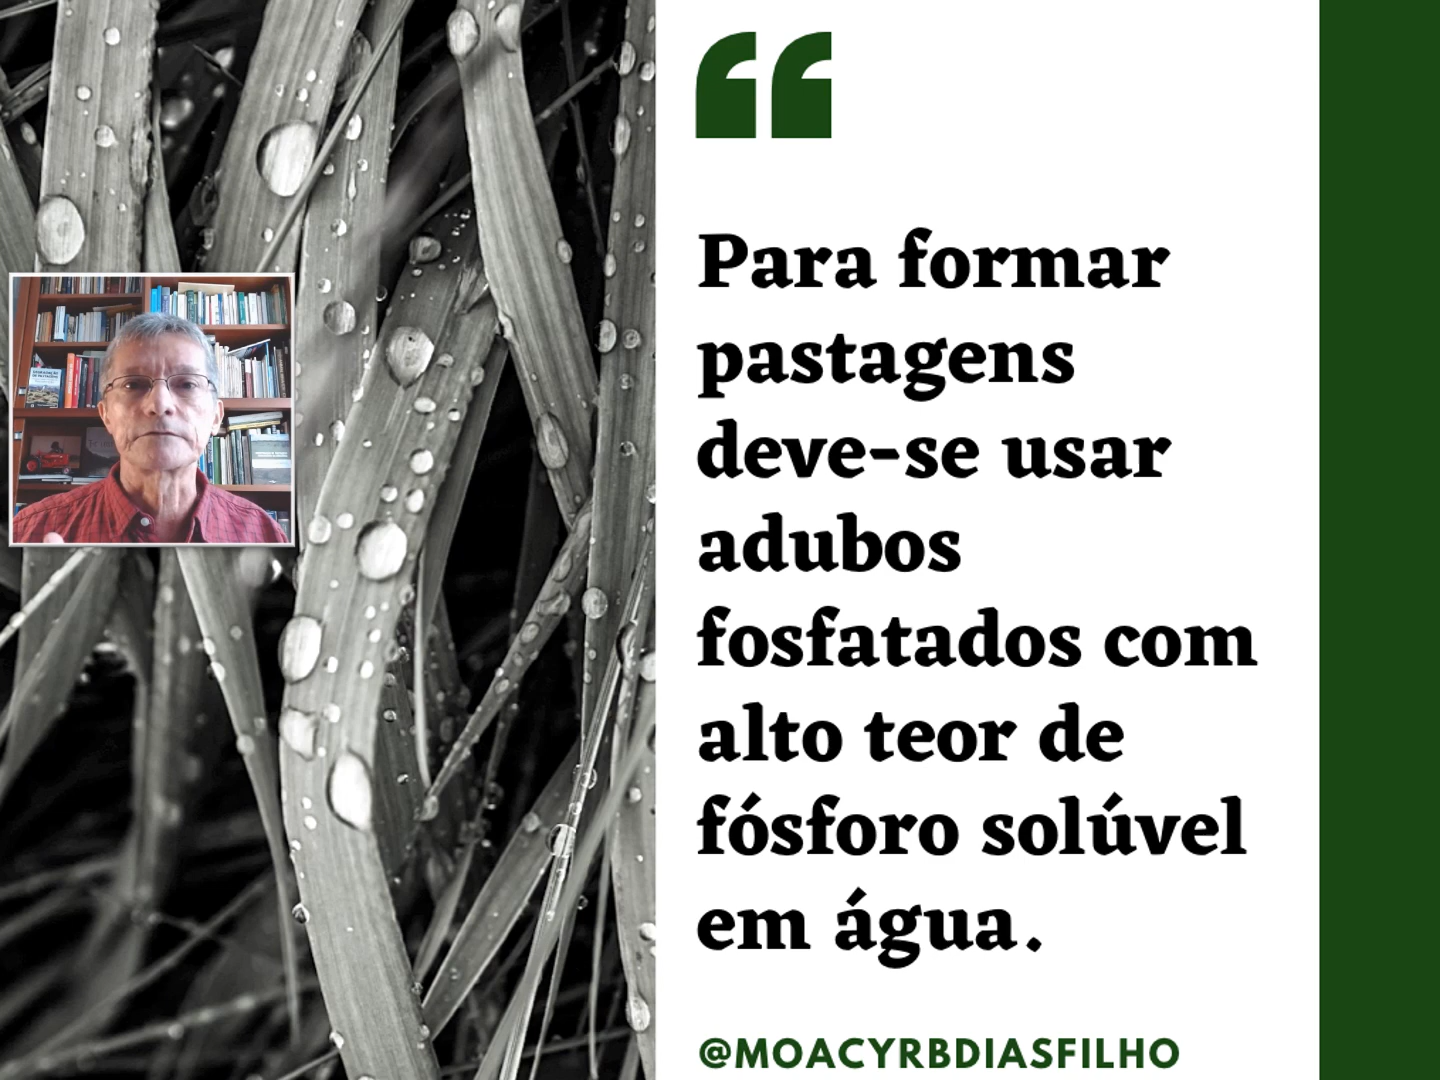 Para formar
pastagens
deve-se usar
adubos
fosfatados com
alto teor de
fósforo solúvel
em água.
@MOACYRBDIASFILHO